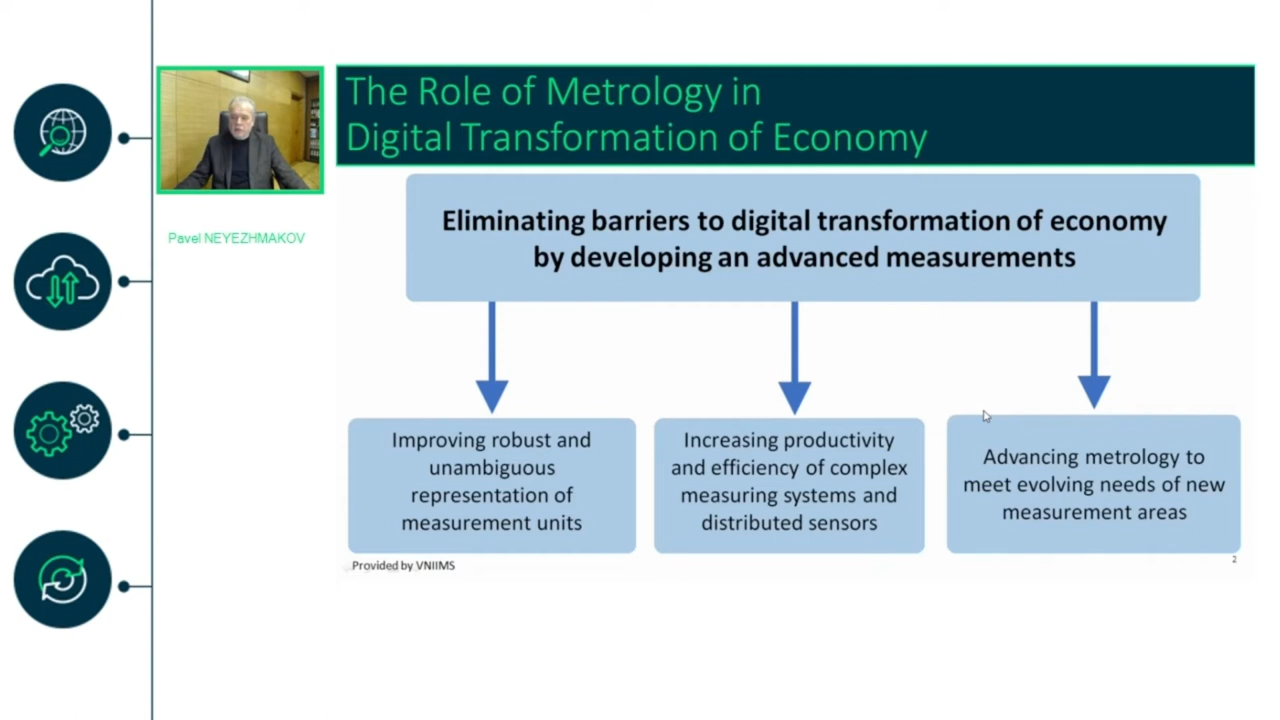 The Role of Metrology in
Digital Transformation of Economy
Pavel NEYEZHMAKOV
Eliminating barriers to digital transformation of economy
by developing an advanced measurements
Improving robust and
unambiguous
representation of
measurement units
Increasing productivity
and efficiency of complex
measuring systems and
distributed sensors
Advancing metrology to
meet evolving needs of new
measurement areas
Provided by VNIIMS
2